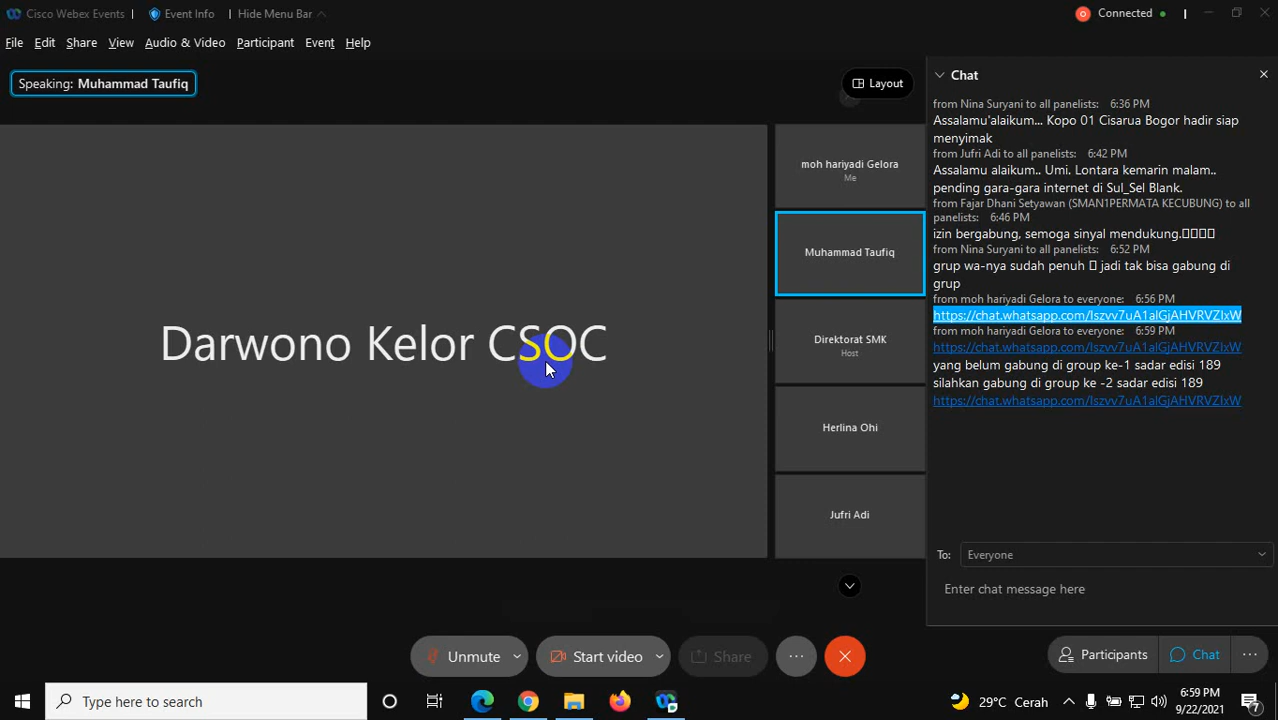 Cisco Webex Events
Event Info
Hide Menu Bar
Connected
File Edit Share View Audio & Video Participant Event Help
Speaking: Muhammad Taufiq
Layout
Darwono Kelor CSOC
moh hariyadi Gelora
Me
Muhammad Taufiq
Direktorat SMK
Host
Herlina Ohi
Jufri Adi
Chat
from Nina Suryani to all panelists: 6:36 PM
Assalamu'alaikum... Kopo 01 Cisarua Bogor hadir siap
menyimak
from Jufri Adi to all panelists: 6:42 PM
Assalamu alaikum.. Umi. Lontara kemarin malam..
pending gara-gara internet di Sul_Sel Blank.
from Fajar Dhani Setyawan (SMAN1PERMATA KECUBUNG) to all
panelists: 6:46 PM
izin bergabung, semoga sinyal mendukung.
from Nina Suryani to all panelists: 6:52 PM
grup wa-nya sudah penuh jadi tak bisa gabung di
grup
from moh hariyadi Gelora to everyone: 6:56 PM
https://chat.whatsapp.com/Iszvv7uA1alGjAHVRVZIxW
from moh hariyadi Gelora to everyone: 6:59 PM
https://chat.whatsapp.com/Iszvv7uA1alGjAHVRVZIxW
yang belum gabung di group ke-1 sadar edisi 189
silahkan gabung di group ke -2 sadar edisi 189
https://chat.whatsapp.com/Iszvv7uA1alGjAHVRVZIxW
To: Everyone
Enter chat message here
Unmute
Start video
Share
Participants
Chat
Type here to search
29°C Cerah
6:59 PM
9/22/2021
7